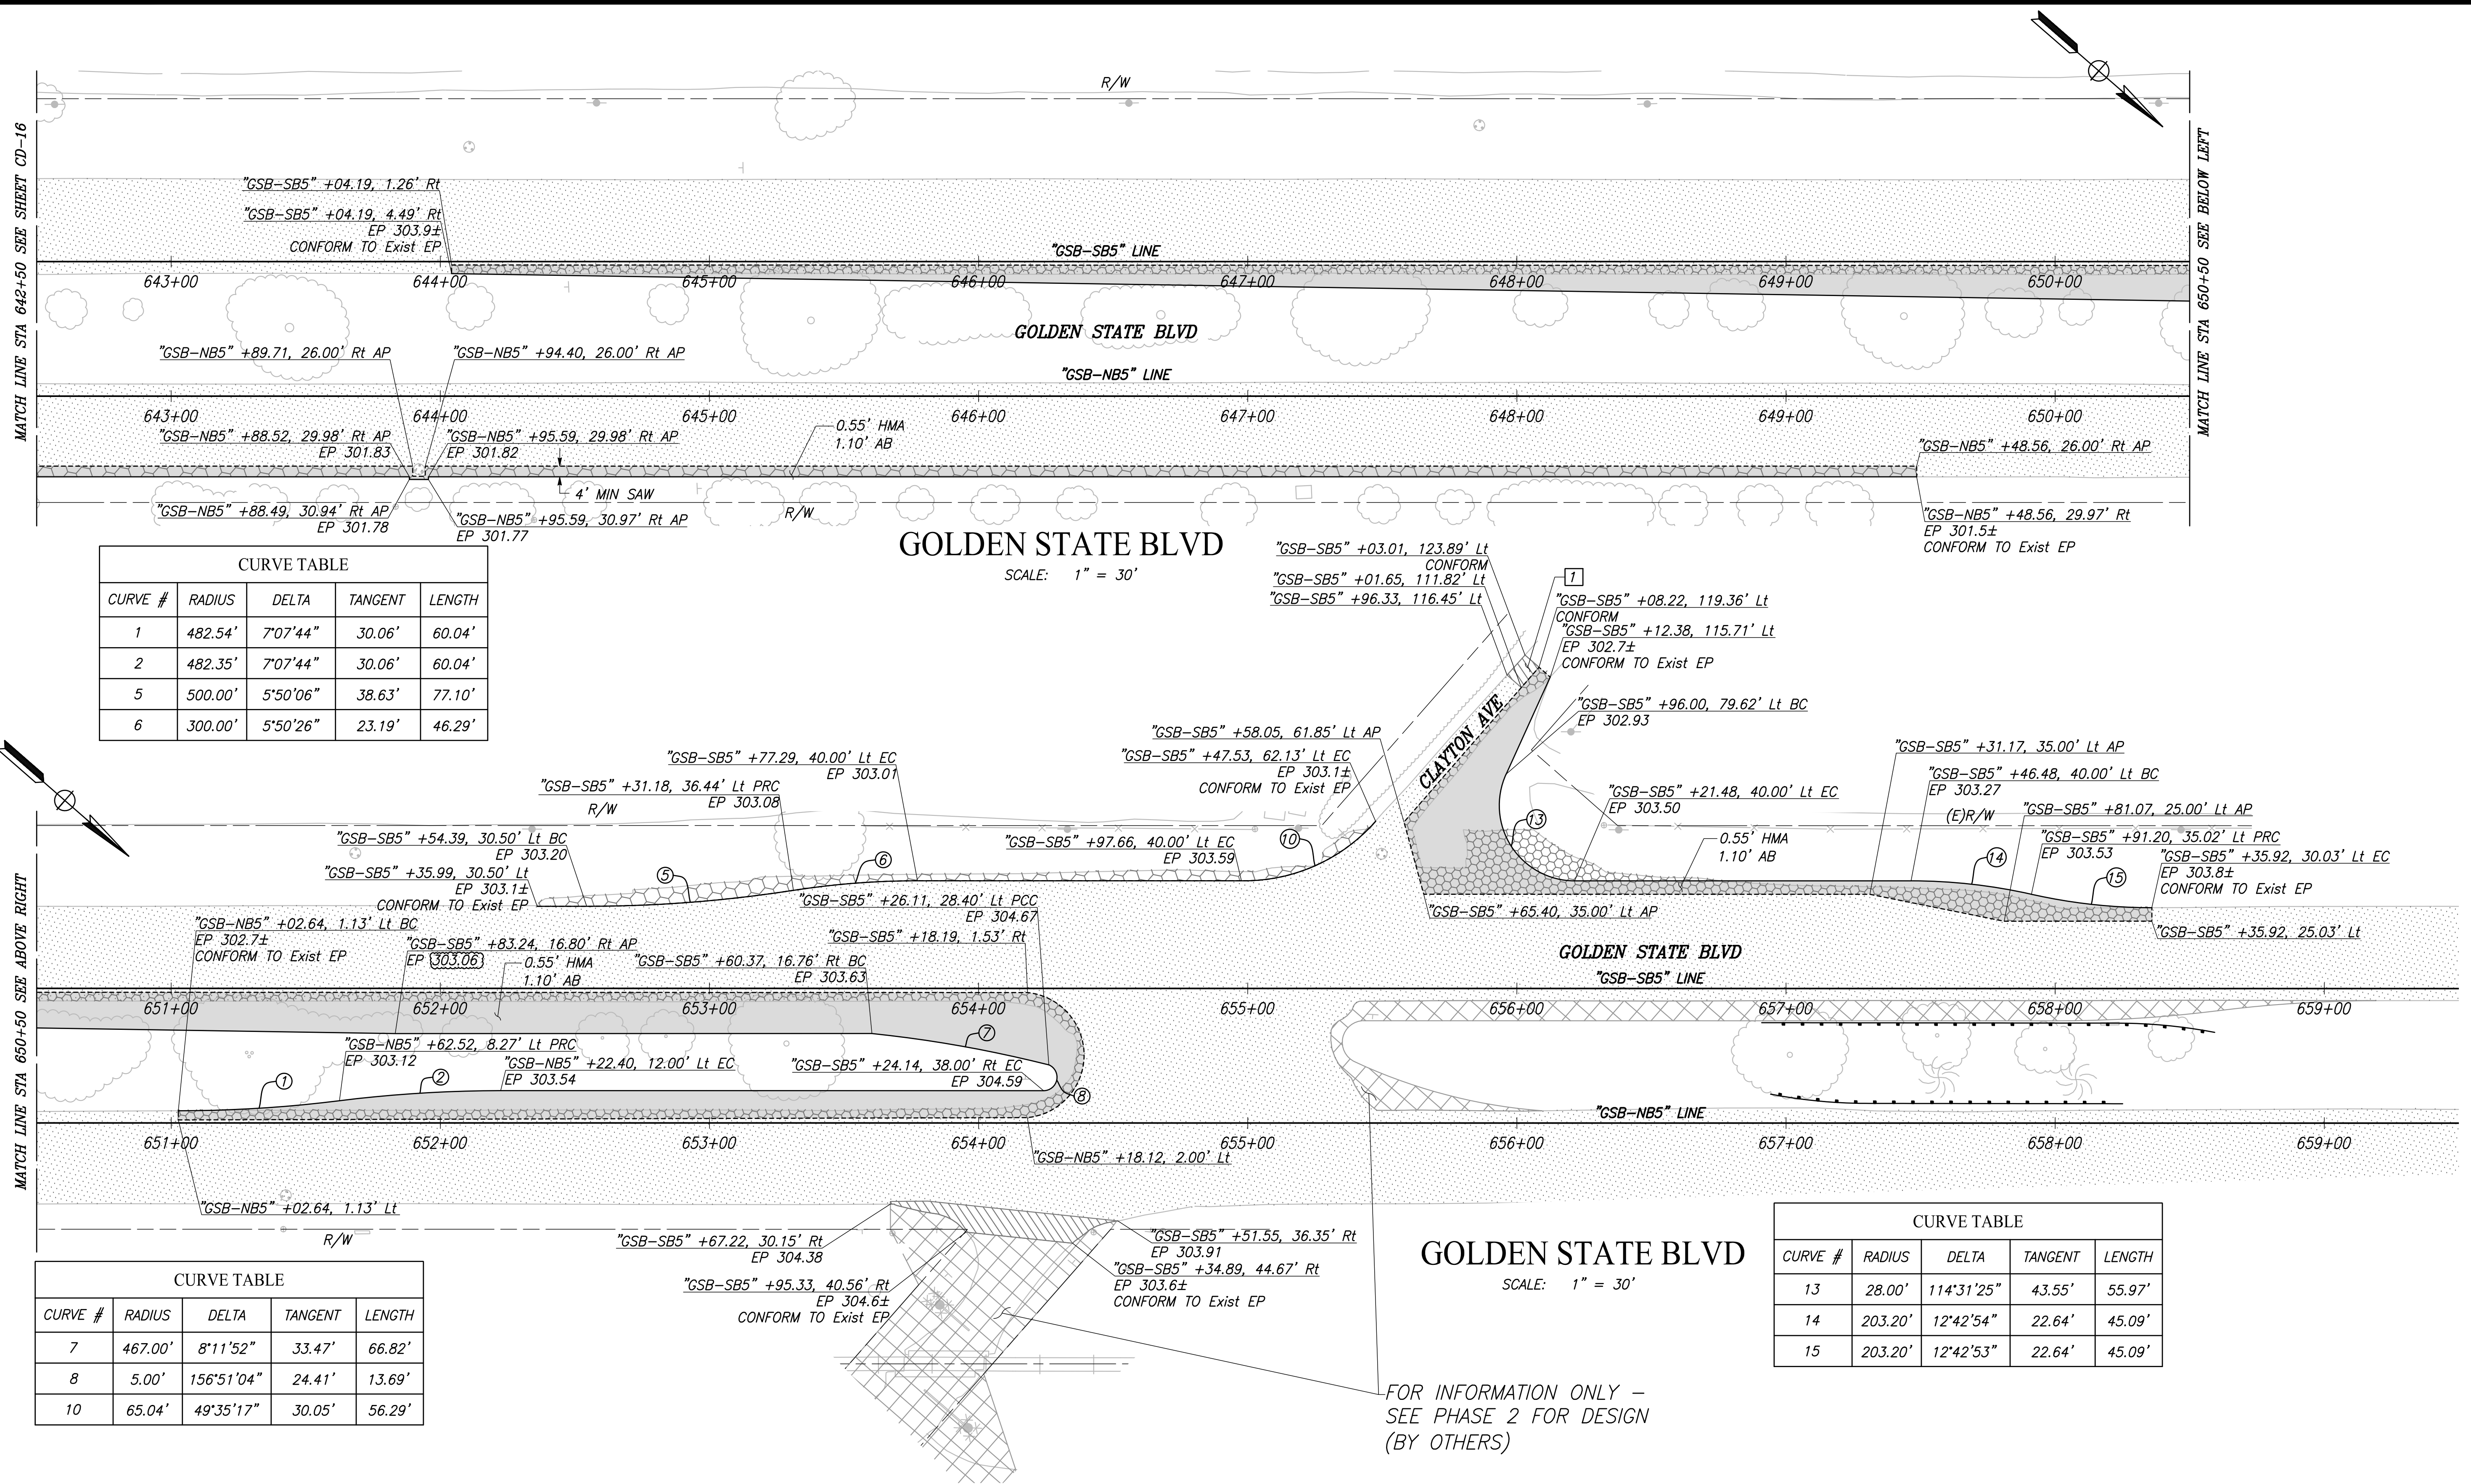 R/W
MATCH LINE STA 642+50 SEE SHEET CD-16
MATCH LINE STA 650+50 SEE BELOW LEFT
"GSB-SB5" +04.19, 1.26' Rt
"GSB-SB5" +04.19, 4.49' Rt
EP 303.9±
CONFORM TO Exist EP
"GSB-SB5" LINE
643+00 644+00 645+00 646+00 647+00 648+00 649+00 650+00
GOLDEN STATE BLVD
"GSB-NB5" +89.71, 26.00' Rt AP
"GSB-NB5" +94.40, 26.00' Rt AP
"GSB-NB5" LINE
643+00 644+00 645+00 646+00 647+00 648+00 649+00 650+00
"GSB-NB5" +88.52, 29.98' Rt AP
EP 301.83
"GSB-NB5" +95.59, 29.98' Rt AP
EP 301.82
0.55' HMA
1.10' AB
"GSB-NB5" +48.56, 26.00' Rt AP
4' MIN SAW
R/W
"GSB-NB5" +88.49, 30.94' Rt AP
EP 301.78
"GSB-NB5" +95.59, 30.97' Rt AP
EP 301.77
"GSB-NB5" +48.56, 29.97' Rt
EP 301.5±
CONFORM TO Exist EP
GOLDEN STATE BLVD
SCALE: 1" = 30'
CURVE TABLE
CURVE # RADIUS DELTA TANGENT LENGTH
1 482.54' 7°07'44" 30.06' 60.04'
2 482.35' 7°07'44" 30.06' 60.04'
5 500.00' 5°50'06" 38.63' 77.10'
6 300.00' 5°50'26" 23.19' 46.29'
"GSB-SB5" +03.01, 123.89' Lt
CONFORM
"GSB-SB5" +01.65, 111.82' Lt
"GSB-SB5" +96.33, 116.45' Lt
1
"GSB-SB5" +08.22, 119.36' Lt
CONFORM
"GSB-SB5" +12.38, 115.71' Lt
EP 302.7±
CONFORM TO Exist EP
"GSB-SB5" +96.00, 79.62' Lt BC
EP 302.93
CLAYTON AVE
"GSB-SB5" +58.05, 61.85' Lt AP
"GSB-SB5" +47.53, 62.13' Lt EC
EP 303.1±
CONFORM TO Exist EP
"GSB-SB5" +31.17, 35.00' Lt AP
"GSB-SB5" +46.48, 40.00' Lt BC
EP 303.27
"GSB-SB5" +21.48, 40.00' Lt EC
EP 303.50
"GSB-SB5" +81.07, 25.00' Lt AP
(E)R/W
"GSB-SB5" +91.20, 35.02' Lt PRC
EP 303.53
"GSB-SB5" +35.92, 30.03' Lt EC
EP 303.8±
CONFORM TO Exist EP
"GSB-SB5" +77.29, 40.00' Lt EC
EP 303.01
"GSB-SB5" +31.18, 36.44' Lt PRC
EP 303.08
R/W
"GSB-SB5" +54.39, 30.50' Lt BC
EP 303.20
"GSB-SB5" +35.99, 30.50' Lt
EP 303.1±
CONFORM TO Exist EP
5
6
10
13
14
15
"GSB-SB5" +97.66, 40.00' Lt EC
EP 303.59
0.55' HMA
1.10' AB
"GSB-SB5" +26.11, 28.40' Lt PCC
EP 304.67
"GSB-SB5" +65.40, 35.00' Lt AP
"GSB-SB5" +35.92, 25.03' Lt
"GSB-SB5" +18.19, 1.53' Rt
MATCH LINE STA 650+50 SEE ABOVE RIGHT
"GSB-NB5" +02.64, 1.13' Lt BC
EP 302.7±
CONFORM TO Exist EP
"GSB-SB5" +83.24, 16.80' Rt AP
EP 303.06
0.55' HMA
1.10' AB
"GSB-SB5" +60.37, 16.76' Rt BC
EP 303.63
GOLDEN STATE BLVD
"GSB-SB5" LINE
651+00 652+00 653+00 654+00 655+00 656+00 657+00 658+00 659+00
"GSB-NB5" +62.52, 8.27' Lt PRC
EP 303.12
"GSB-NB5" +22.40, 12.00' Lt EC
EP 303.54
"GSB-SB5" +24.14, 38.00' Rt EC
EP 304.59
1
2
7
8
"GSB-NB5" LINE
651+00 652+00 653+00 654+00 655+00 656+00 657+00 658+00 659+00
"GSB-NB5" +18.12, 2.00' Lt
"GSB-NB5" +02.64, 1.13' Lt
R/W
"GSB-SB5" +67.22, 30.15' Rt
EP 304.38
"GSB-SB5" +95.33, 40.56' Rt
EP 304.6±
CONFORM TO Exist EP
"GSB-SB5" +51.55, 36.35' Rt
EP 303.91
"GSB-SB5" +34.89, 44.67' Rt
EP 303.6±
CONFORM TO Exist EP
GOLDEN STATE BLVD
SCALE: 1" = 30'
CURVE TABLE
CURVE # RADIUS DELTA TANGENT LENGTH
7 467.00' 8°11'52" 33.47' 66.82'
8 5.00' 156°51'04" 24.41' 13.69'
10 65.04' 49°35'17" 30.05' 56.29'
CURVE TABLE
CURVE # RADIUS DELTA TANGENT LENGTH
13 28.00' 114°31'25" 43.55' 55.97'
14 203.20' 12°42'54" 22.64' 45.09'
15 203.20' 12°42'53" 22.64' 45.09'
FOR INFORMATION ONLY –
SEE PHASE 2 FOR DESIGN
(BY OTHERS)